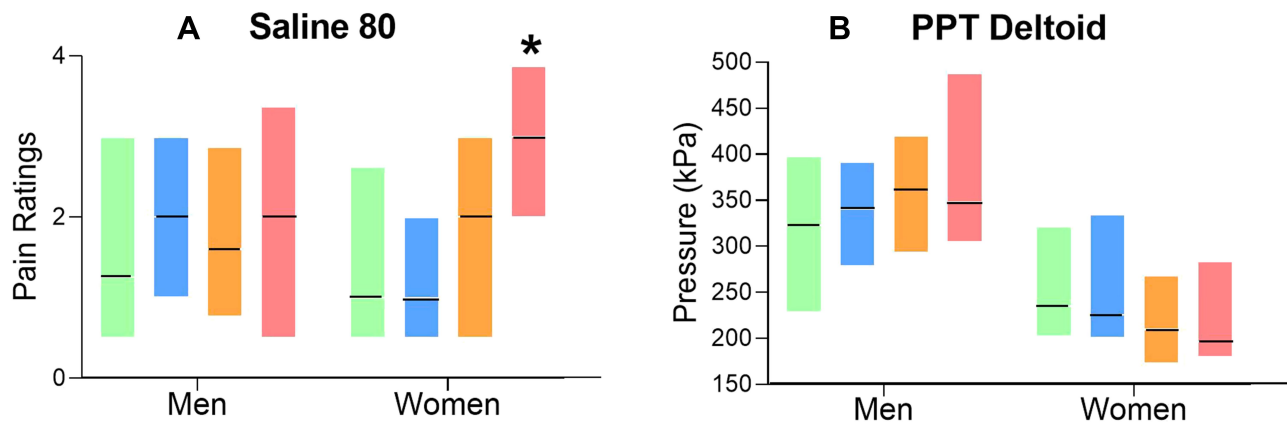 A Saline 80
Pain Ratings
4
2
0
Men Women
*
B PPT Deltoid
Pressure (kPa)
500
450
400
350
300
250
200
150
Men Women